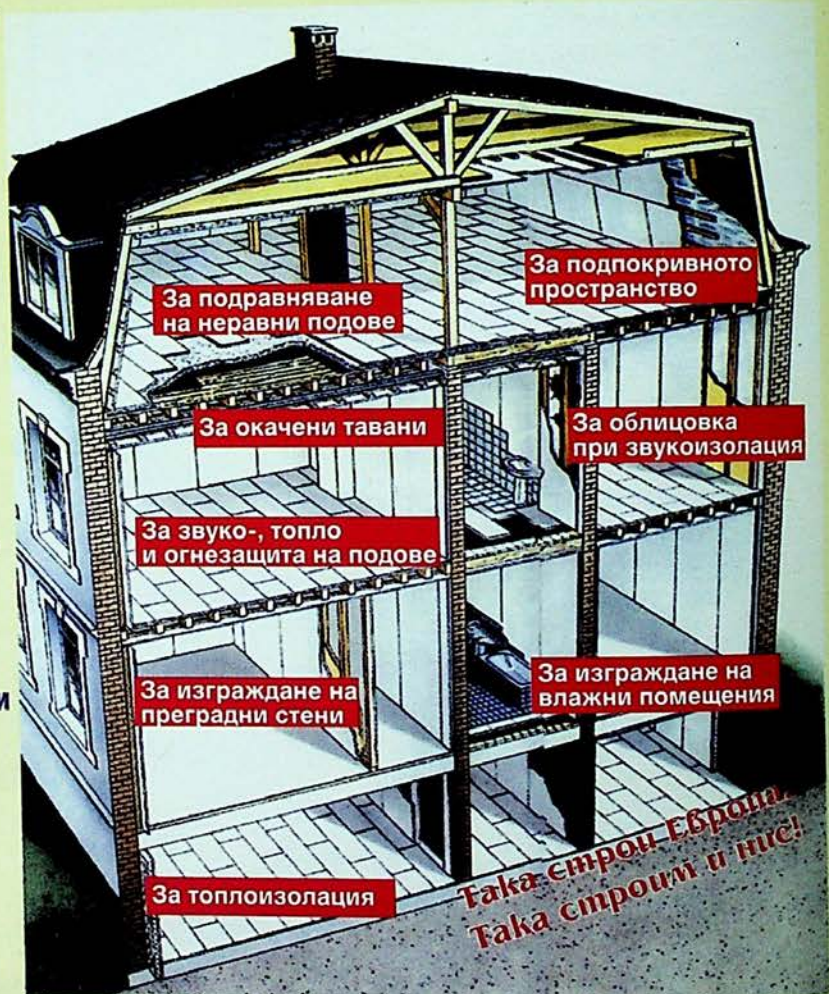 За подравняване
на неравни подове
За подпокривното
пространство
За окачени тавани
За облицовка
при звукоизолация
За звуко-, топло
и огнезащита на подове
За изграждане на
преградни стени
За изграждане на
влажни помещения
За топлоизолация
Така строи Европа.
Така строим и ние!